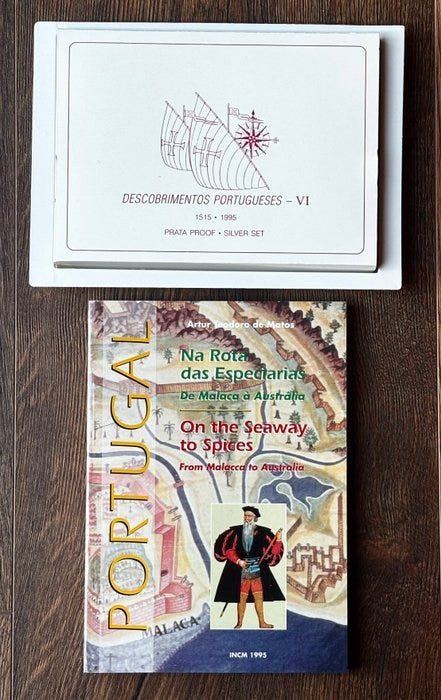 DESCOBRIMENTOS PORTUGUESES – VI
1515 • 1995
PRATA PROOF • SILVER SET
PORTUGAL
Artur Teodoro de Matos
Na Rota
das Especiarias
De Malaca à Austrália
On the Seaway
to Spices
From Malacca to Australia
MALACA
INCM 1995